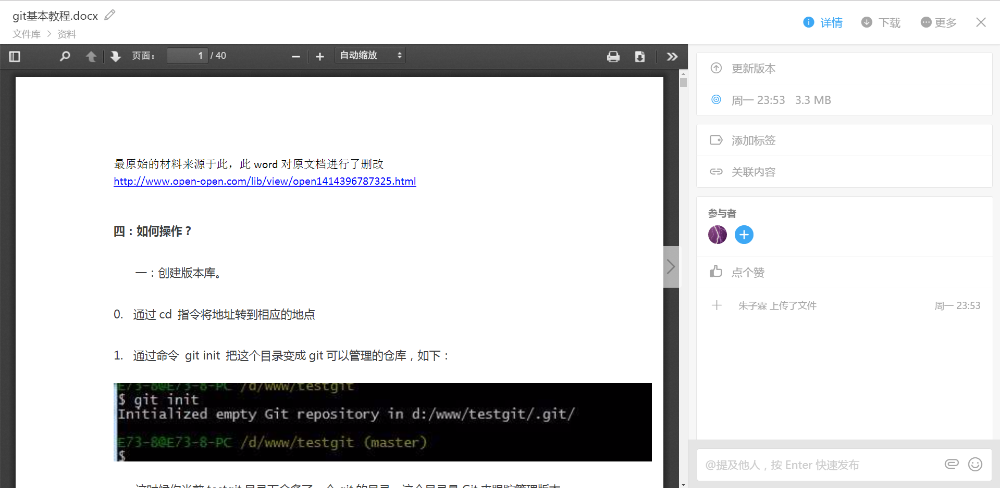 git基本教程.docx
文件库 > 资料
详情 下载 更多
页面： 1 / 40 自动缩放
最原始的材料来源于此，此 word 对原文档进行了删改
http://www.open-open.com/lib/view/open1414396787325.html
四：如何操作？
一：创建版本库。
0. 通过 cd 指令将地址转到相应的地点
1. 通过命令 git init 把这个目录变成 git 可以管理的仓库，如下：
E73-8@E73-8-PC /d/www/testgit
$ git init
Initialized empty Git repository in d:/www/testgit/.git/
E73-8@E73-8-PC /d/www/testgit (master)
$
更新版本
周一 23:53 3.3 MB
添加标签
关联内容
参与者
点个赞
朱子霖 上传了文件 周一 23:53
@提及他人，按 Enter 快速发布